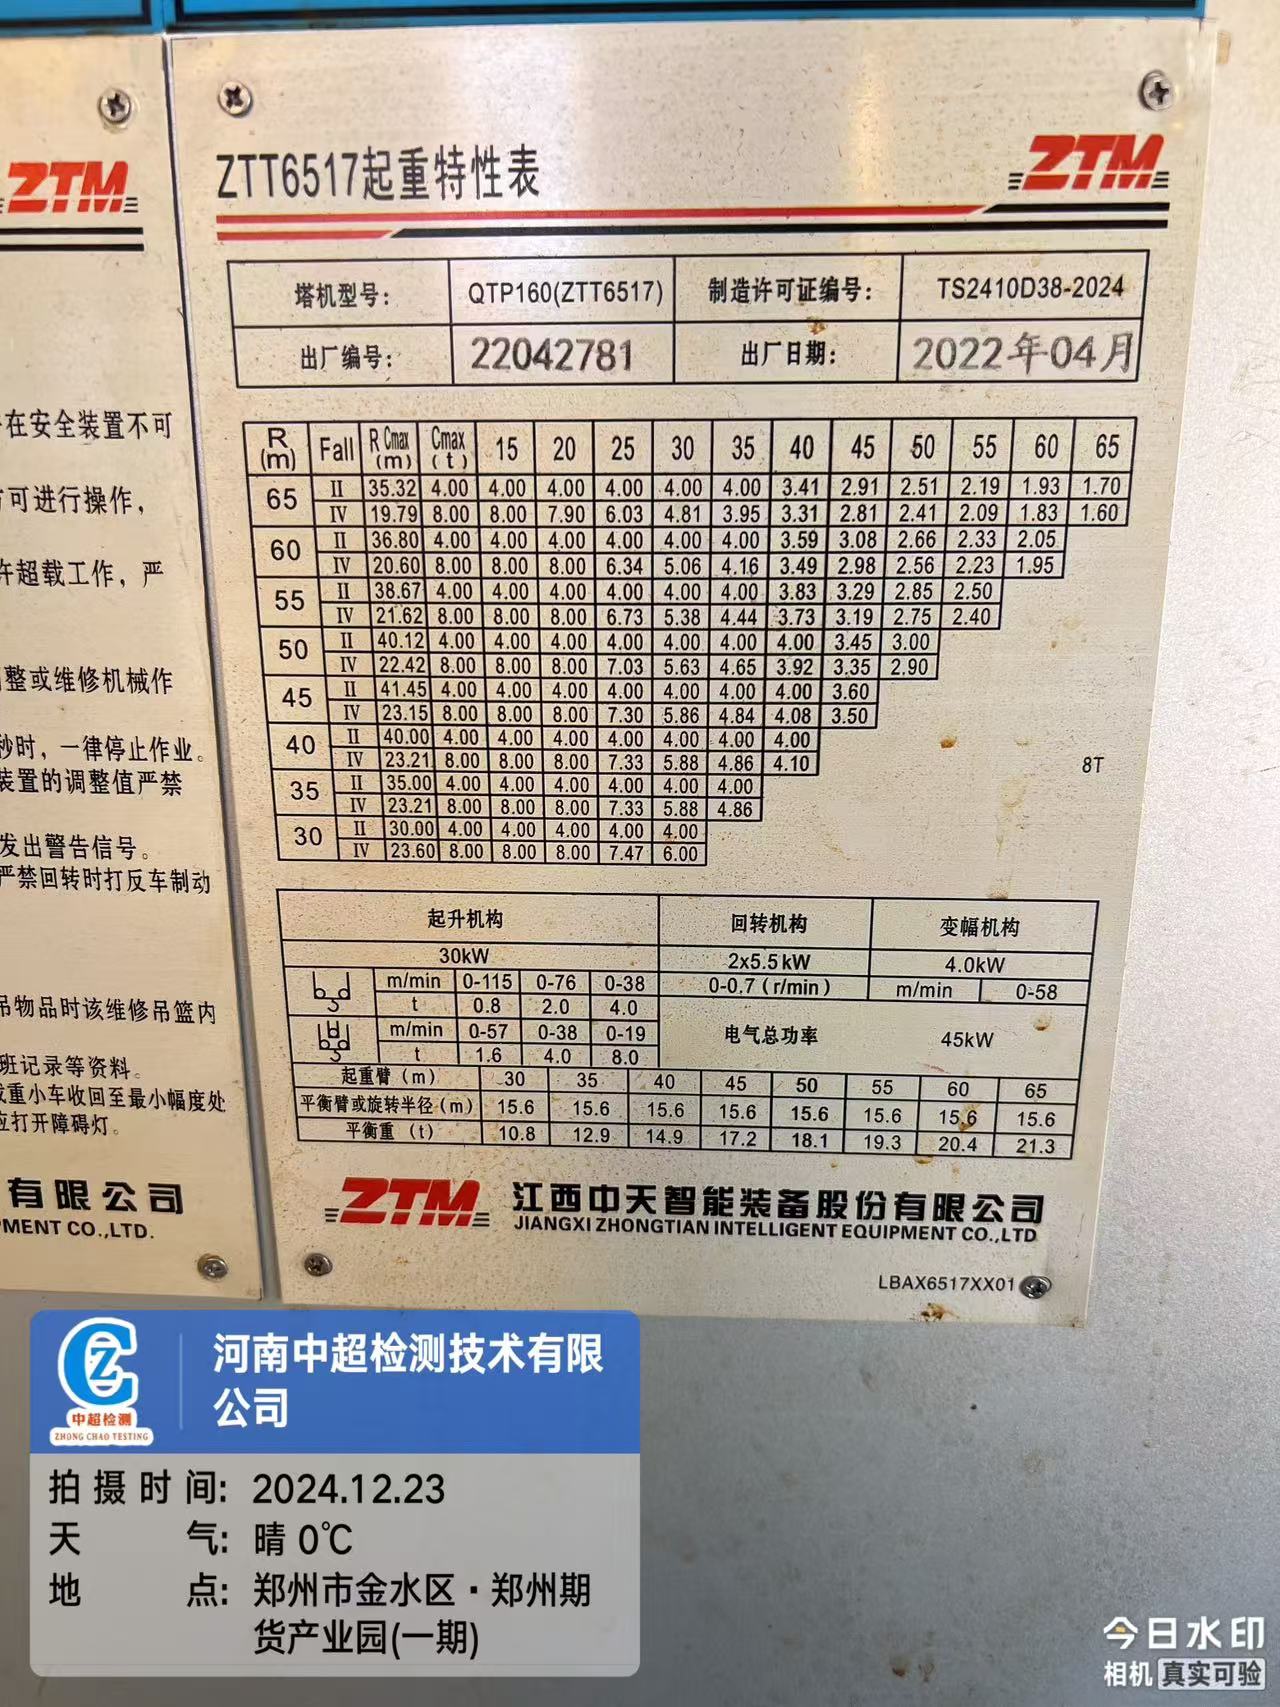 ZTM
ZTT6517起重特性表
ZTM
塔机型号: QTP160(ZTT6517) 制造许可证编号: TS2410D38-2024
出厂编号: 22042781 出厂日期: 2022年04月
R(m) Fall R Cmax(m) Cmax(t) 15 20 25 30 35 40 45 50 55 60 65
65 II 35.32 4.00 4.00 4.00 4.00 4.00 4.00 3.41 2.91 2.51 2.19 1.93 1.70
IV 19.79 8.00 8.00 7.90 6.03 4.81 3.95 3.31 2.81 2.41 2.09 1.83 1.60
60 II 36.80 4.00 4.00 4.00 4.00 4.00 4.00 3.59 3.08 2.66 2.33 2.05
IV 20.60 8.00 8.00 8.00 6.34 5.06 4.16 3.49 2.98 2.56 2.23 1.95
55 II 38.67 4.00 4.00 4.00 4.00 4.00 4.00 3.83 3.29 2.85 2.50
IV 21.62 8.00 8.00 8.00 6.73 5.38 4.44 3.73 3.19 2.75 2.40
50 II 40.12 4.00 4.00 4.00 4.00 4.00 4.00 4.00 3.45 3.00
IV 22.42 8.00 8.00 8.00 7.03 5.63 4.65 3.92 3.35 2.90
45 II 41.45 4.00 4.00 4.00 4.00 4.00 4.00 4.00 3.60
IV 23.15 8.00 8.00 8.00 7.30 5.86 4.84 4.08 3.50
40 II 40.00 4.00 4.00 4.00 4.00 4.00 4.00 4.00
IV 23.21 8.00 8.00 8.00 7.33 5.88 4.86 4.10
8T
35 II 35.00 4.00 4.00 4.00 4.00 4.00 4.00
IV 23.21 8.00 8.00 8.00 7.33 5.88 4.86
30 II 30.00 4.00 4.00 4.00 4.00 4.00
IV 23.60 8.00 8.00 8.00 7.47 6.00
起升机构 回转机构 变幅机构
30kW 2x5.5kW 4.0kW
m/min 0-115 0-76 0-38 0-0.7(r/min) m/min 0-58
t 0.8 2.0 4.0
m/min 0-57 0-38 0-19 电气总功率 45kW
t 1.6 4.0 8.0
起重臂(m) 30 35 40 45 50 55 60 65
平衡臂或旋转半径(m) 15.6 15.6 15.6 15.6 15.6 15.6 15.6 15.6
平衡重(t) 10.8 12.9 14.9 17.2 18.1 19.3 20.4 21.3
ZTM 江西中天智能装备股份有限公司
JIANGXI ZHONGTIAN INTELLIGENT EQUIPMENT CO.,LTD
LBAX6517XX01
在安全装置不可
可进行操作,
超载工作,严
整或维修机械作
时,一律停止作业。
装置的调整值严禁
发出警告信号。
严禁回转时打反车制动
吊物品时该维修吊篮内
班记录等资料。
重小车收回至最小幅度处
应打开障碍灯。
有限公司
MENT CO.,LTD.
中超检测
ZHONG CHAO TESTING
河南中超检测技术有限
公司
拍摄时间: 2024.12.23
天气: 晴 0℃
地点: 郑州市金水区·郑州期
货产业园(一期)
今日水印
相机 真实可验